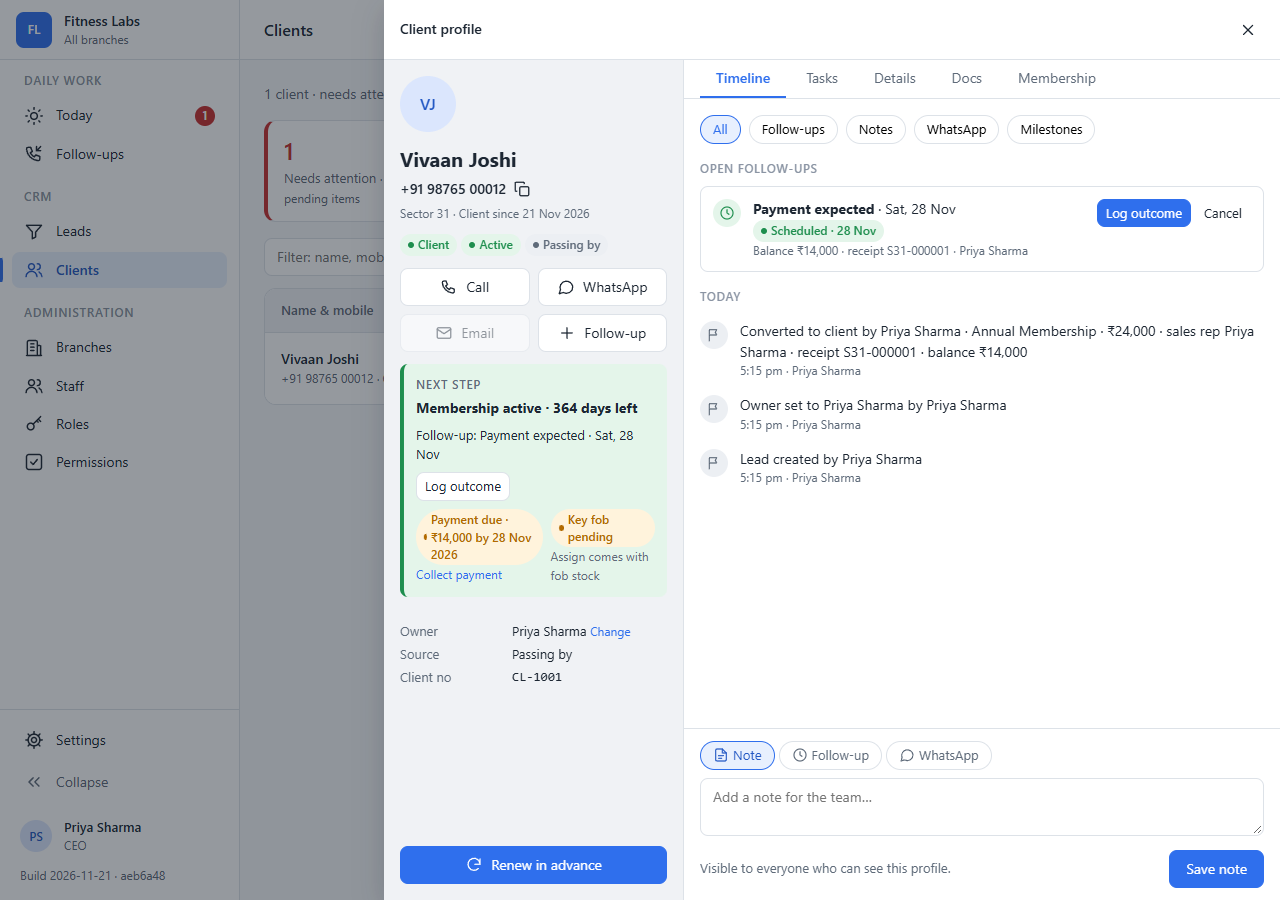 FL
Fitness Labs
All branches
DAILY WORK
Today
1
Follow-ups
CRM
Leads
Clients
ADMINISTRATION
Branches
Staff
Roles
Permissions
Settings
Collapse
PS
Priya Sharma
CEO
Build 2026-11-21 · aeb6a48
Clients
1 client · needs atte
1
Needs attention ·
pending items
Filter: name, mob
Name & mobile
Vivaan Joshi
+91 98765 00012 ·
Client profile
VJ
Vivaan Joshi
+91 98765 00012
Sector 31 · Client since 21 Nov 2026
Client
Active
Passing by
Call
WhatsApp
Email
Follow-up
NEXT STEP
Membership active · 364 days left
Follow-up: Payment expected · Sat, 28
Nov
Log outcome
Payment due ·
₹14,000 by 28 Nov
2026
Collect payment
Key fob
pending
Assign comes with
fob stock
Owner
Priya Sharma Change
Source
Passing by
Client no
CL-1001
Renew in advance
Timeline
Tasks
Details
Docs
Membership
All
Follow-ups
Notes
WhatsApp
Milestones
OPEN FOLLOW-UPS
Payment expected · Sat, 28 Nov
Scheduled · 28 Nov
Balance ₹14,000 · receipt S31-000001 · Priya Sharma
Log outcome
Cancel
TODAY
Converted to client by Priya Sharma · Annual Membership · ₹24,000 · sales rep Priya
Sharma · receipt S31-000001 · balance ₹14,000
5:15 pm · Priya Sharma
Owner set to Priya Sharma by Priya Sharma
5:15 pm · Priya Sharma
Lead created by Priya Sharma
5:15 pm · Priya Sharma
Note
Follow-up
WhatsApp
Add a note for the team…
Visible to everyone who can see this profile.
Save note